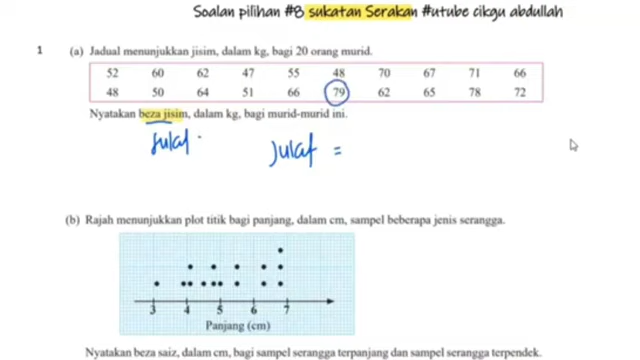 Soalan pilihan #8 sukatan Serakan #utube cikgu abdullah
1 (a) Jadual menunjukkan jisim, dalam kg, bagi 20 orang murid.
52 60 62 47 55 48 70 67 71 66
48 50 64 51 66 79 62 65 78 72
Nyatakan beza jisim, dalam kg, bagi murid-murid ini.
Julat Julat =
(b) Rajah menunjukkan plot titik bagi panjang, dalam cm, sampel beberapa jenis serangga.
3 4 5 6 7
Panjang (cm)
Nyatakan beza saiz, dalam cm, bagi sampel serangga terpanjang dan sampel serangga terpendek.